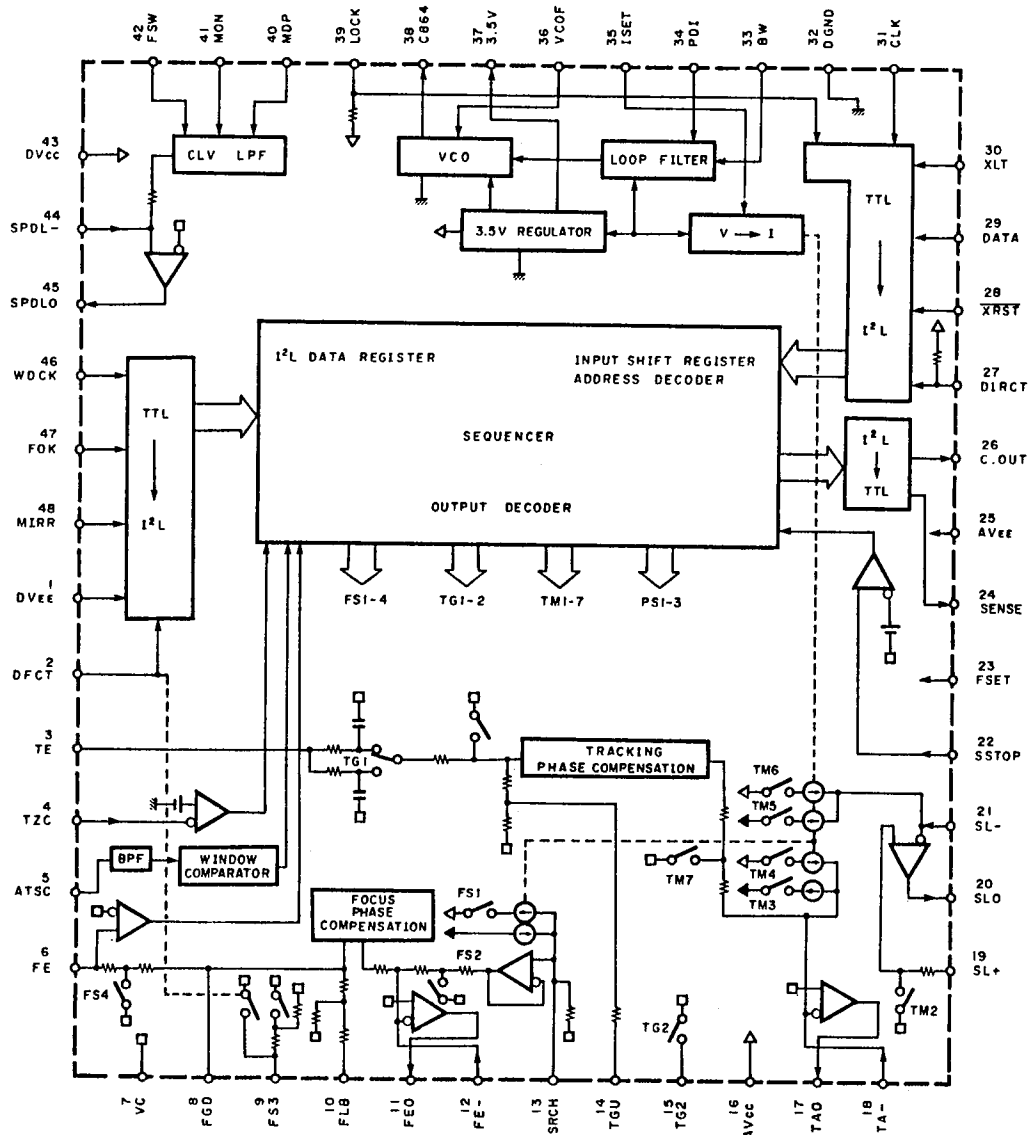 42 FSW
41 MON
40 MDP
39 LOCK
38 C864
37 3.5V
36 VCOF
35 ISET
34 PDI
33 BW
32 DGND
31 CLK
43
DVcc
CLV LPF
VCO
LOOP FILTER
30
XLT
TTL
44
SPDL-
3.5V REGULATOR
V → I
29
DATA
45
SPDLO
28
XRST
I²L
I²L DATA REGISTER
INPUT SHIFT REGISTER
ADDRESS DECODER
46
WDCK
27
DIRCT
TTL
SEQUENCER
I²L
26
C.OUT
47
FOK
TTL
OUTPUT DECODER
48
MIRR
I²L
25
AVEE
1
DVEE
FS1-4
TG1-2
TM1-7
PS1-3
24
SENSE
2
DFCT
23
FSET
3
TE
TG1
TRACKING
PHASE COMPENSATION
22
SSTOP
4
TZC
TM6
TM5
21
SL-
BPF
WINDOW
COMPARATOR
TM7
TM4
5
ATSC
TM3
20
SLO
FOCUS
PHASE
COMPENSATION
FS1
6
FE
FS2
19
SL+
FS4
TG2
TM2
7 VC
8 FGD
9 FS3
10 FLB
11 FEO
12 FE-
13 SRCH
14 TGU
15 TG2
16 AVcc
17 TAO
18 TA-